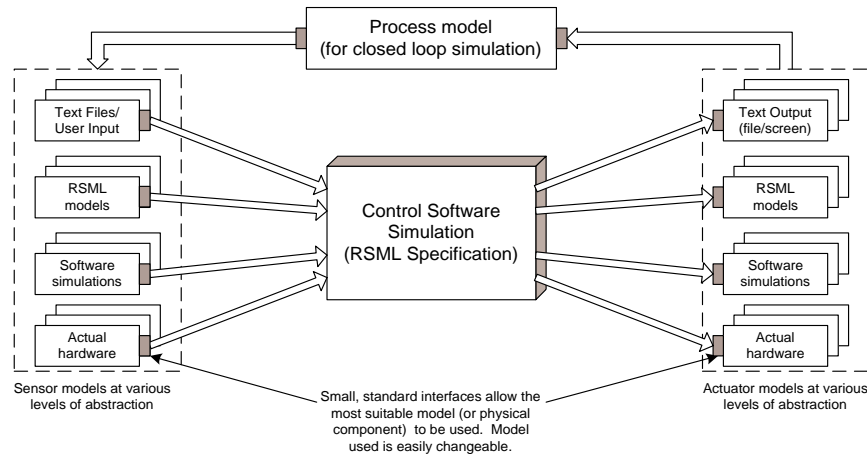 Process model
(for closed loop simulation)
Text Files/
User Input
RSML
models
Software
simulations
Actual
hardware
Sensor models at various
levels of abstraction
Control Software
Simulation
(RSML Specification)
Text Output
(file/screen)
RSML
models
Software
simulations
Actual
hardware
Actuator models at various
levels of abstraction
Small, standard interfaces allow the
most suitable model (or physical
component) to be used. Model
used is easily changeable.